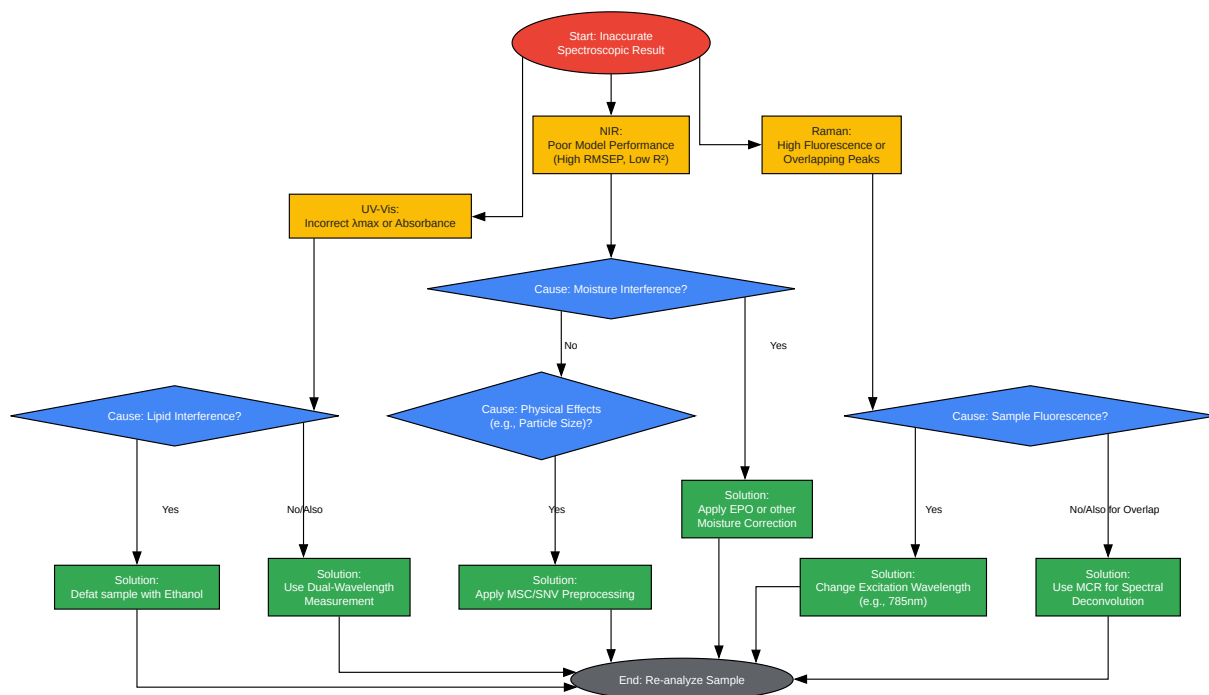 Start: Inaccurate
Spectroscopic Result
NIR:
Poor Model Performance
(High RMSEP, Low R²)
Raman:
High Fluorescence or
Overlapping Peaks
UV-Vis:
Incorrect λmax or Absorbance
Cause: Moisture Interference?
No
Yes
Cause: Lipid Interference?
Cause: Physical Effects
(e.g., Particle Size)?
Cause: Sample Fluorescence?
Yes
No/Also
Yes
Solution:
Apply EPO or other
Moisture Correction
Yes
No/Also for Overlap
Solution:
Defat sample with Ethanol
Solution:
Use Dual-Wavelength
Measurement
Solution:
Apply MSC/SNV Preprocessing
Solution:
Change Excitation Wavelength
(e.g., 785nm)
Solution:
Use MCR for Spectral
Deconvolution
End: Re-analyze Sample